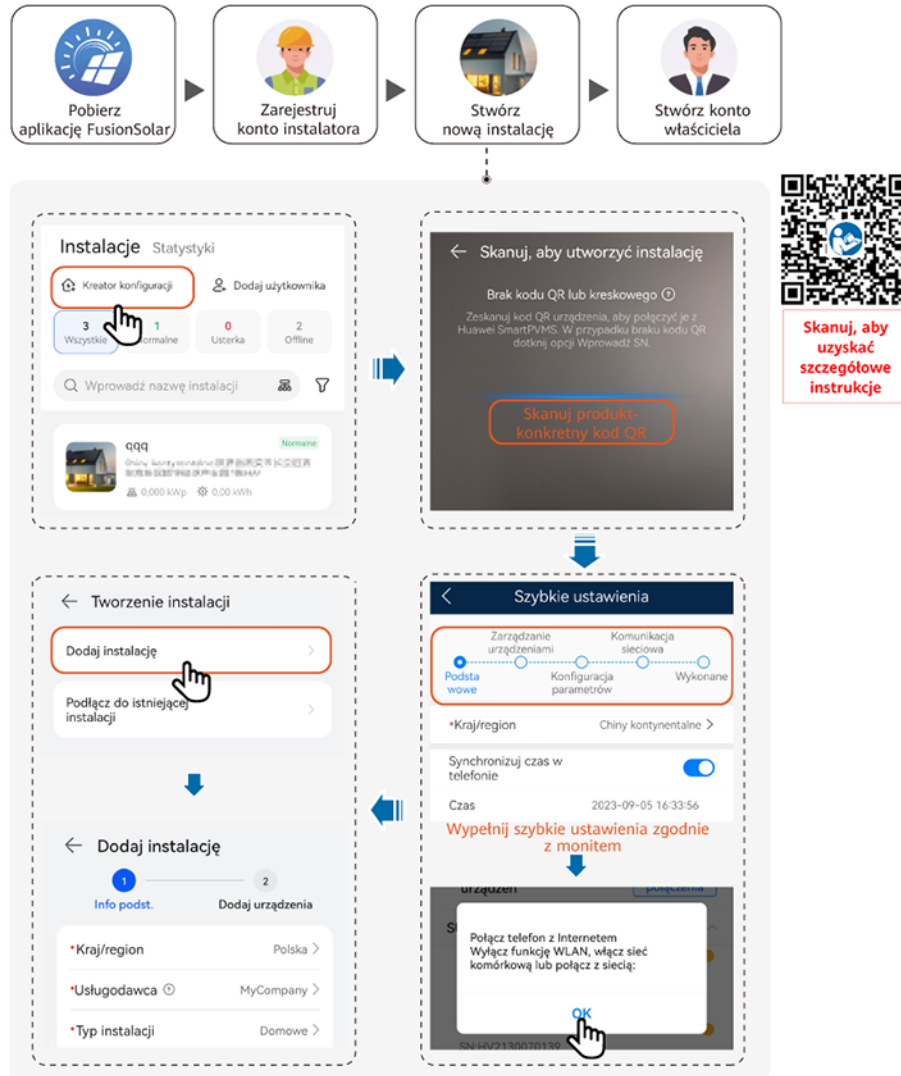 Pobierz
aplikację FusionSolar
Zarejestruj
konto instalatora
Stwórz
nową instalację
Stwórz konto
właściciela
Skanuj, aby
uzyskać
szczegółowe
instrukcje
Instalacje Statystyki
Kreator konfiguracji
Dodaj użytkownika
3
Wszystkie
1
0
Usterka
2
Offline
Wprowadź nazwę instalacji
qqq
Normalne
0,000 kWp 0,00 kWh
Skanuj, aby utworzyć instalację
Brak kodu QR lub kreskowego
Zeskanuj kod QR urządzenia, aby połączyć je z
Huawei SmartPVMS. W przypadku braku kodu QR
dotknij opcji Wprowadź SN.
Skanuj produkt-
konkretny kod QR
Szybkie ustawienia
Zarządzanie
urządzeniami
Komunikacja
sieciowa
Podsta
wowe
Konfiguracja
parametrów
Wykonane
*Kraj/region
Chiny kontynentalne >
Synchronizuj czas w
telefonie
Czas
2023-09-05 16:33:56
Wypełnij szybkie ustawienia zgodnie
z monitem
urządzeń
połączenia
Połącz telefon z Internetem
Wyłącz funkcję WLAN, włącz sieć
komórkową lub połącz z siecią:
OK
SN:HV2130070139
Tworzenie instalacji
Dodaj instalację
Podłącz do istniejącej
instalacji
Dodaj instalację
1
2
Info podst.
Dodaj urządzenia
*Kraj/region
Polska >
*Usługodawca
MyCompany >
*Typ instalacji
Domowe >